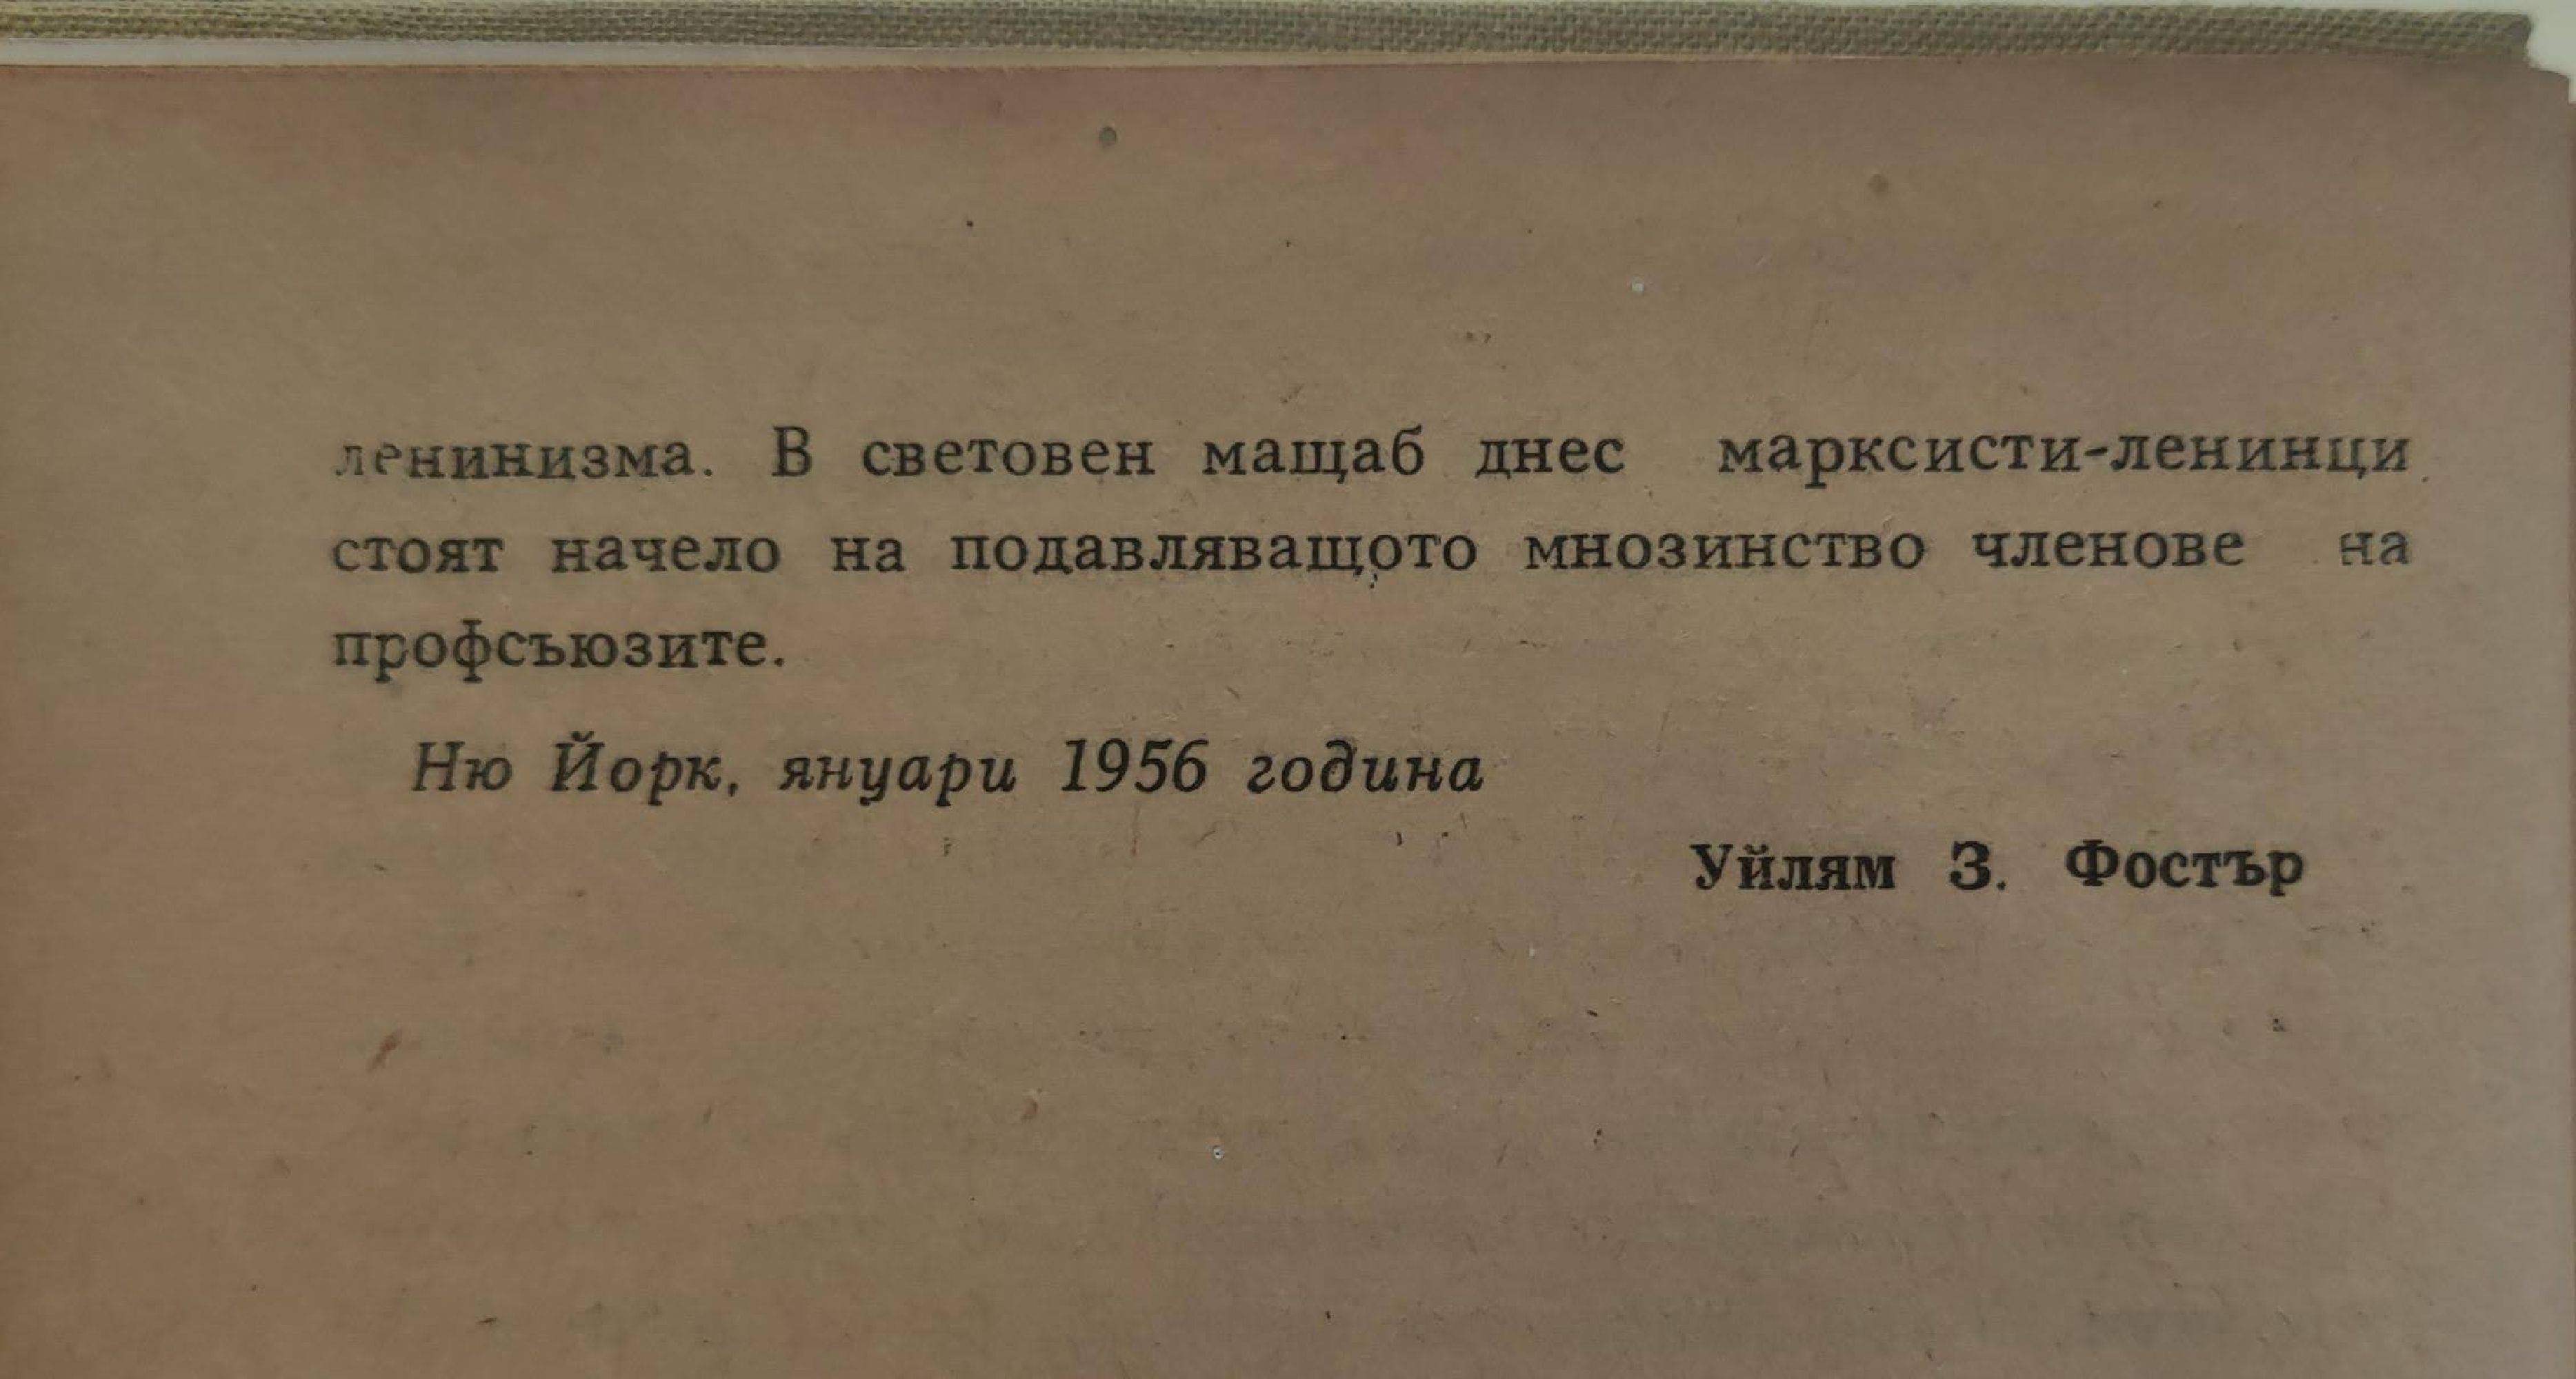 ленинизма. В световен мащаб днес марксисти-ленинци
стоят начело на подавляващото мнозинство членове на
профсъюзите.
Ню Йорк, януари 1956 година
Уйлям З. Фостър